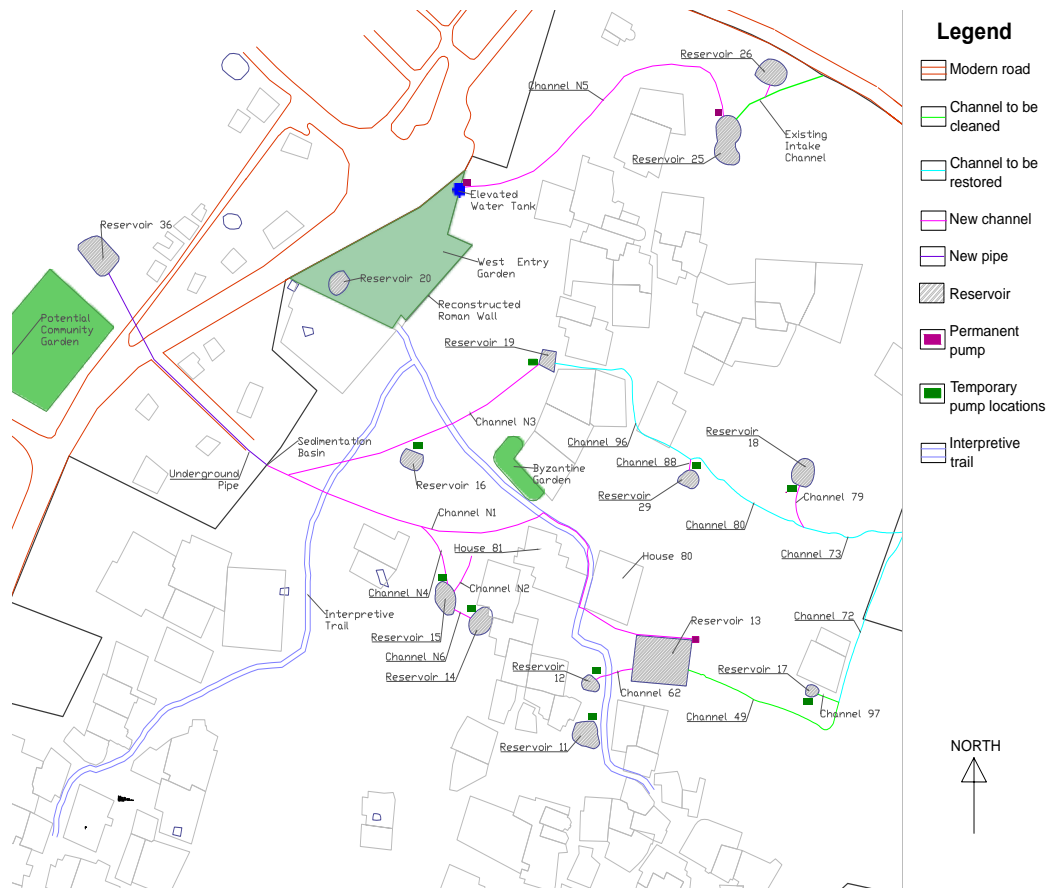 Reservoir 26
Channel N5
Existing
Intake
Channel
Reservoir 25
Elevated
Water Tank
Reservoir 36
West Entry
Garden
Reservoir 20
Reconstructed
Roman Wall
Potential
Community
Garden
Reservoir 19
Channel N3
Channel 96
Reservoir
18
Sedimentation
Basin
Underground
Pipe
Reservoir 16
Byzantine
Garden
Channel 88
Reservoir
29
Channel 79
Channel 80
Channel N1
House 81
House 80
Channel 73
Channel N4
Channel N2
Interpretive
Trail
Reservoir 15
Channel N6
Reservoir 14
Reservoir 13
Channel 72
Reservoir
12
Channel 62
Reservoir 17
Channel 49
Channel 97
Reservoir 11
Legend
Modern road
Channel to be
cleaned
Channel to be
restored
New channel
New pipe
Reservoir
Permanent
pump
Temporary
pump locations
Interpretive
trail
NORTH